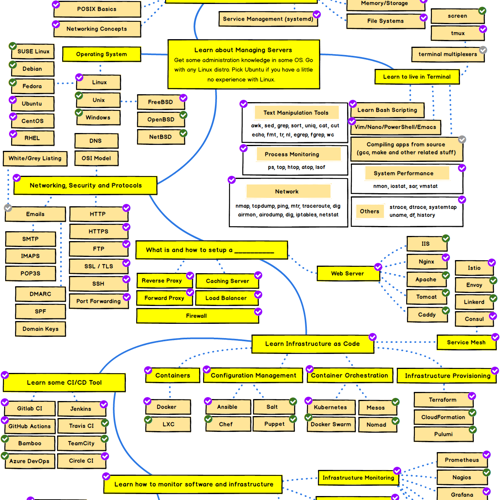 POSIX Basics
Networking Concepts
Service Management (systemd)
Memory/Storage
File Systems
screen
tmux
terminal multiplexers
Learn to live in Terminal
SUSE Linux
Debian
Fedora
Ubuntu
CentOS
RHEL
Operating System
Linux
Unix
Windows
FreeBSD
OpenBSD
NetBSD
Learn about Managing Servers
Get some administration knowledge in some OS. Go
with any Linux distro. Pick Ubuntu if you have a little
no experience with Linux.
Text Manipulation Tools
awk, sed, grep, sort, uniq, cat, cut
echo, fmt, tr, nl, egrep, fgrep, wc
Process Monitoring
ps, top, htop, atop, lsof
Network
nmap, tcpdump, ping, mtr, traceroute, dig
airmon, airodump, dig, iptables, netstat
Learn Bash Scripting
Vim/Nano/PowerShell/Emacs
Compiling apps from source
(gcc, make and other related stuff)
System Performance
nmon, iostat, sar, vmstat
Others
strace, dtrace, systemtap
uname, df, history
DNS
OSI Model
White/Grey Listing
Networking, Security and Protocols
Emails
SMTP
IMAPS
POP3S
DMARC
SPF
Domain Keys
HTTP
HTTPS
FTP
SSL / TLS
SSH
Port Forwarding
What is and how to setup a ___________
Reverse Proxy
Caching Server
Forward Proxy
Load Balancer
Firewall
Web Server
IIS
Nginx
Apache
Tomcat
Caddy
Istio
Envoy
Linkerd
Consul
Service Mesh
Learn Infrastructure as Code
Containers
Docker
LXC
Configuration Management
Ansible
Salt
Chef
Puppet
Container Orchestration
Kubernetes
Mesos
Docker Swarm
Nomad
Infrastructure Provisioning
Terraform
CloudFormation
Pulumi
Learn some CI/CD Tool
Gitlab CI
Jenkins
GitHub Actions
Travis CI
Bamboo
TeamCity
Azure DevOps
Circle CI
Learn how to monitor software and infrastructure
Infrastructure Monitoring
Prometheus
Nagios
Grafana